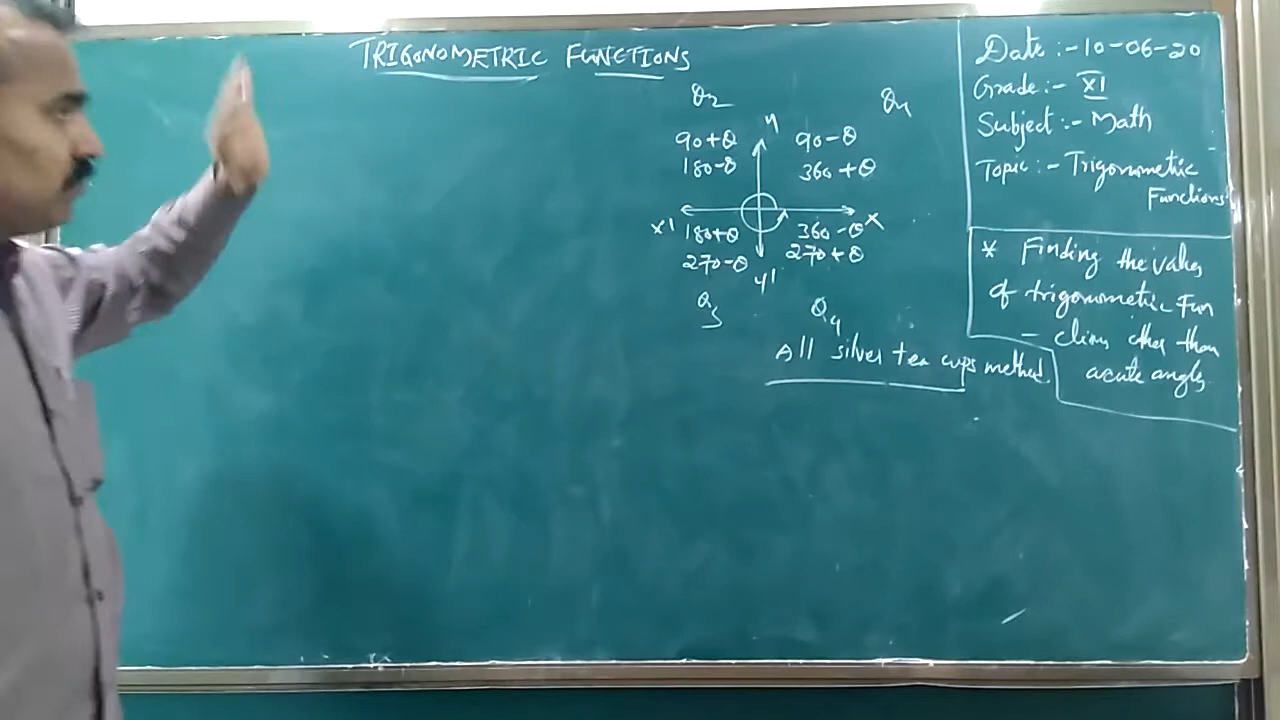 TRIGONOMETRIC FUNCTIONS
Q2
Q1
Y
90+θ
90-θ
180-θ
360+θ
X'
X
180+θ
360-θ
270-θ
270+θ
Y'
Q3
Q4
All silver tea cups method
Date :- 10-06-20
Grade :- XI
Subject :- Math
Topic :- Trigonometric
Functions
* Finding the values
of trigonometric Fun
- ctions other than
acute angles